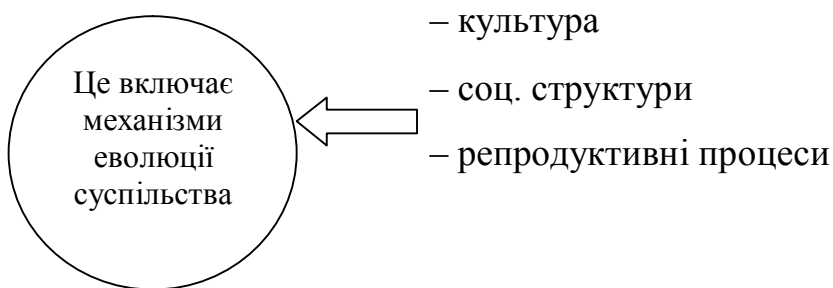 Це включає
механізми
еволюції
суспільства
– культура
– соц. структури
– репродуктивні процеси